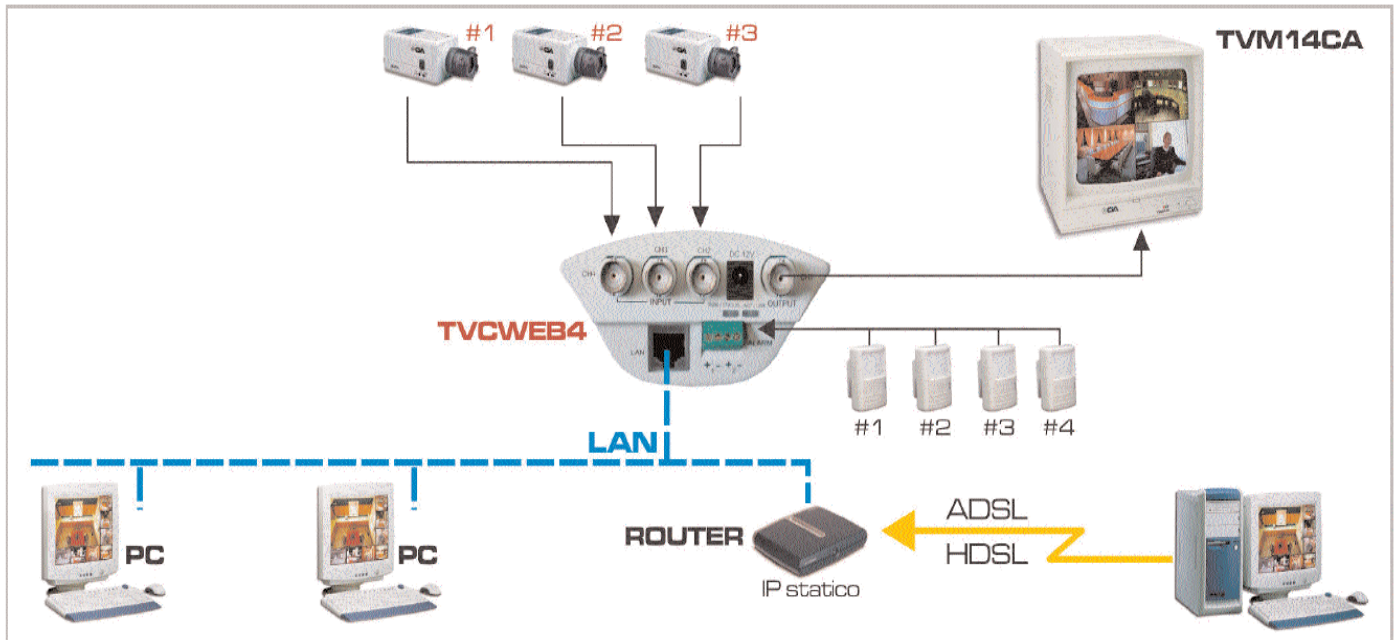 #1
#2
#3
TVM14CA
GA
CH1
CH2
DC 12V
INPUT
OUTPUT
TVCWEB4
LAN
ALARM
+ - + -
#1
#2
#3
#4
LAN
PC
PC
ROUTER
IP statico
ADSL
HDSL